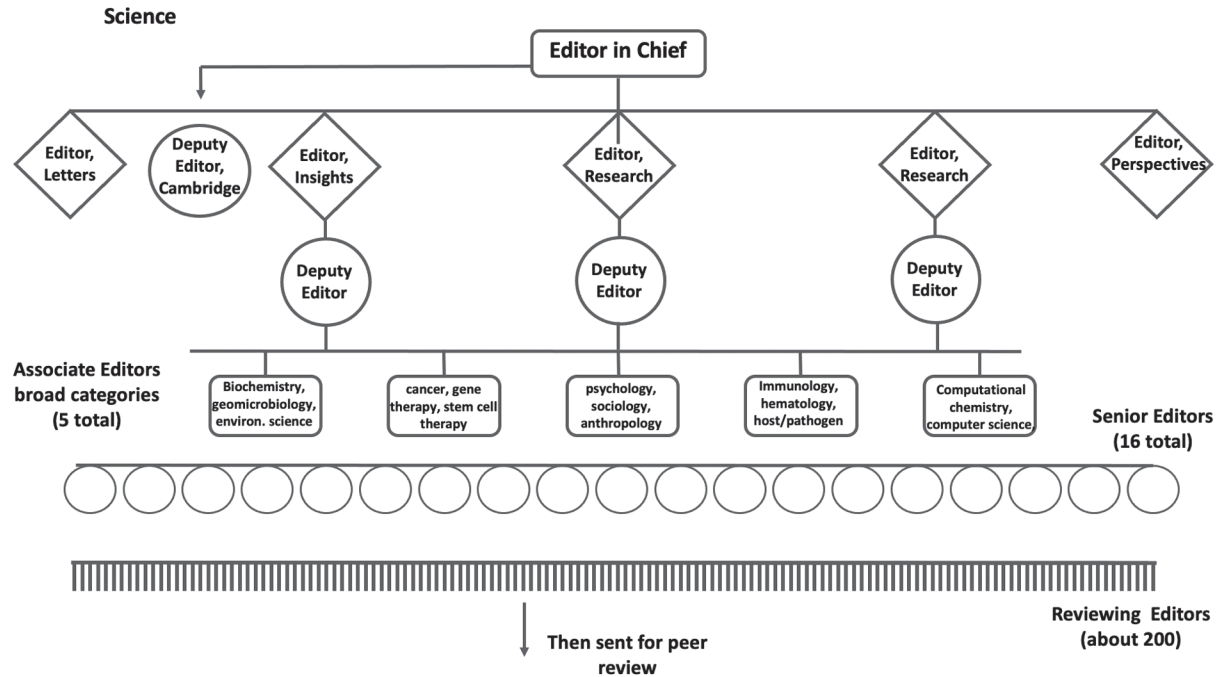 Science
Editor in Chief
Editor,
Letters
Deputy
Editor,
Cambridge
Editor,
Insights
Editor,
Research
Editor,
Research
Editor,
Perspectives
Deputy
Editor
Deputy
Editor
Deputy
Editor
Associate Editors
broad categories
(5 total)
Biochemistry,
geomicrobiology,
environ. science
cancer, gene
therapy, stem cell
therapy
psychology,
sociology,
anthropology
Immunology,
hematology,
host/pathogen
Computational
chemistry,
computer science,
Senior Editors
(16 total)
Reviewing Editors
(about 200)
Then sent for peer
review